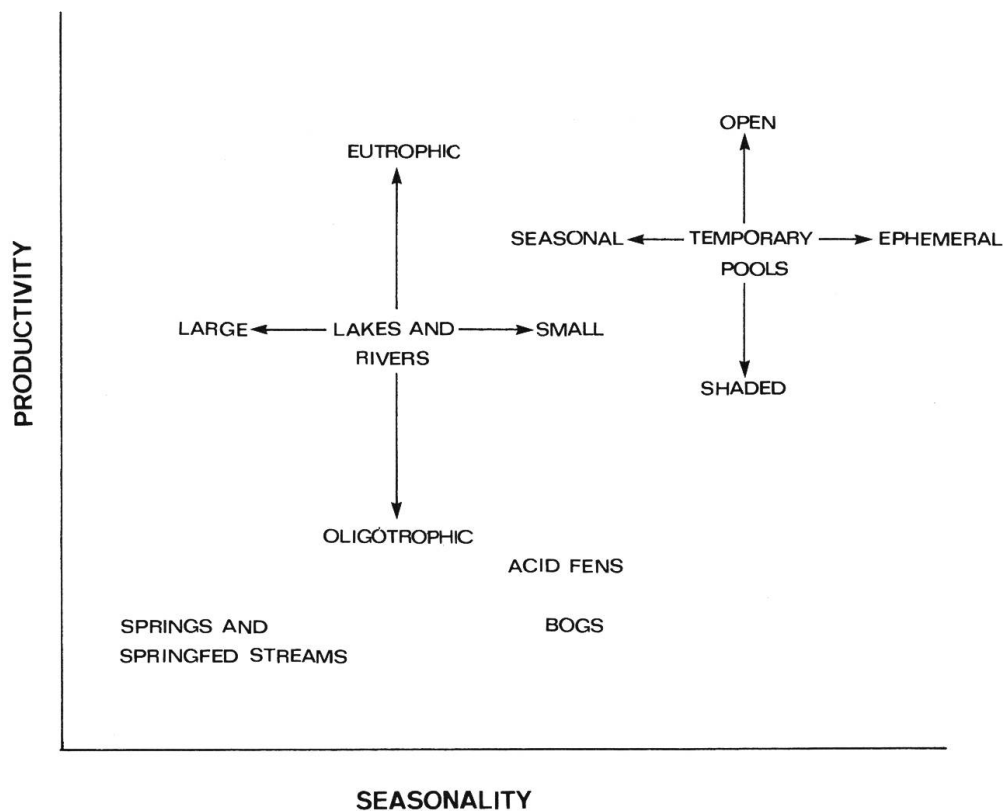 OPEN
EUTROPHIC
SEASONAL TEMPORARY EPHEMERAL
POOLS
LARGE LAKES AND SMALL
RIVERS
SHADED
OLIGOTROPHIC
ACID FENS
SPRINGS AND BOGS
SPRINGFED STREAMS
PRODUCTIVITY
SEASONALITY